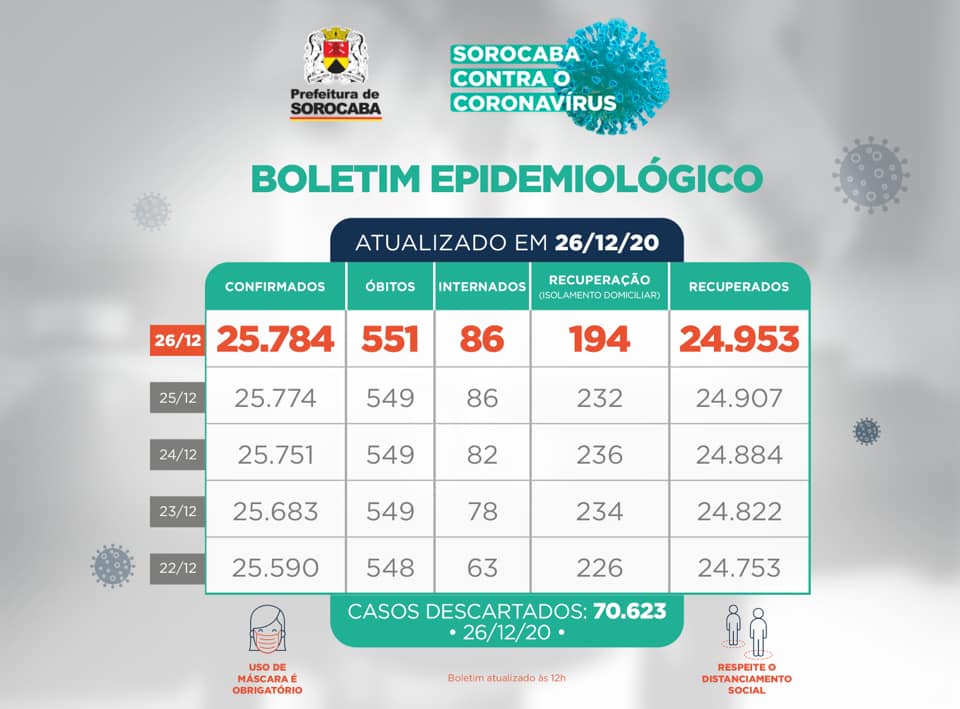 Prefeitura de
SOROCABA
SOROCABA
CONTRA O
CORONAVÍRUS
BOLETIM EPIDEMIOLÓGICO
ATUALIZADO EM 26/12/20
CONFIRMADOS ÓBITOS INTERNADOS RECUPERAÇÃO (ISOLAMENTO DOMICILIAR) RECUPERADOS
26/12 25.784 551 86 194 24.953
25/12 25.774 549 86 232 24.907
24/12 25.751 549 82 236 24.884
23/12 25.683 549 78 234 24.822
22/12 25.590 548 63 226 24.753
CASOS DESCARTADOS: 70.623
• 26/12/20 •
USO DE
MÁSCARA É
OBRIGATÓRIO
Boletim atualizado às 12h
RESPEITE O
DISTANCIAMENTO
SOCIAL